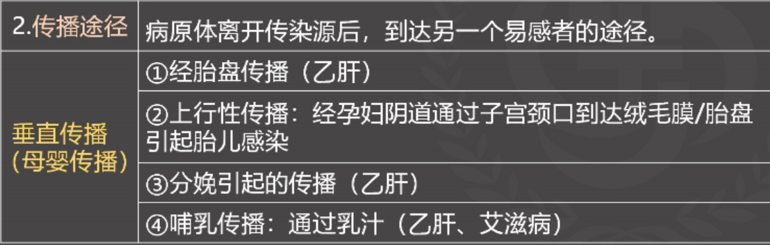 2.传播途径
病原体离开传染源后，到达另一个易感者的途径。
垂直传播
（母婴传播）
①经胎盘传播（乙肝）
②上行性传播：经孕妇阴道通过子宫颈口到达绒毛膜/胎盘
引起胎儿感染
③分娩引起的传播（乙肝）
④哺乳传播：通过乳汁（乙肝、艾滋病）